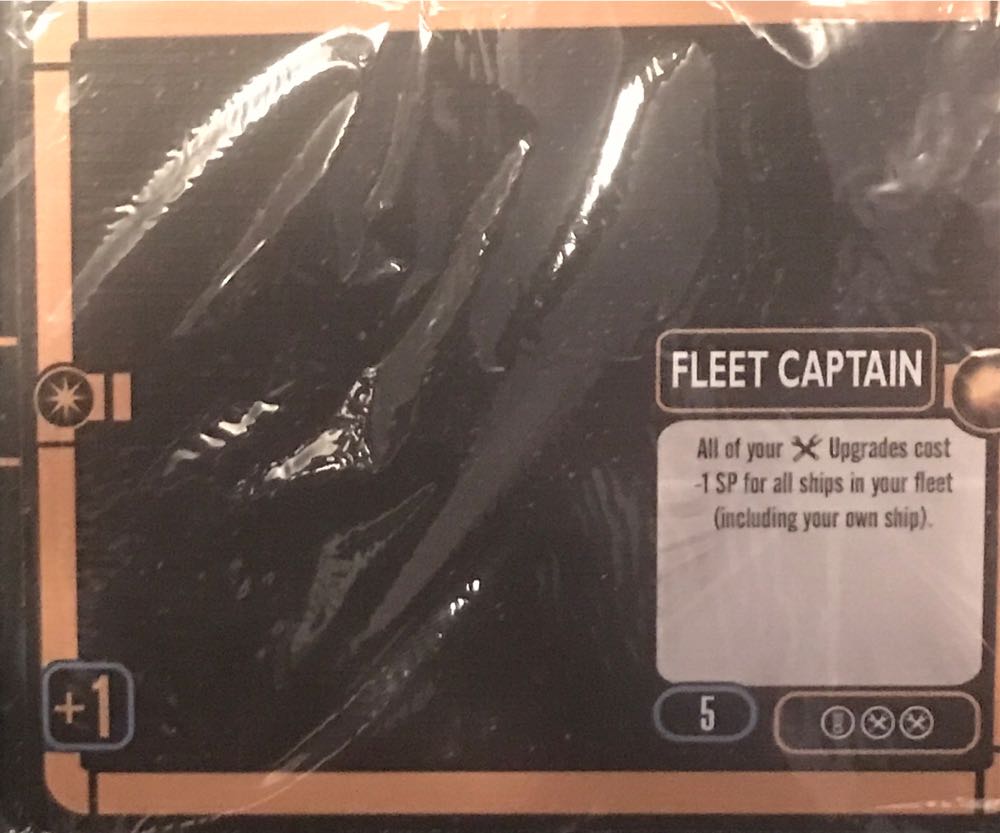 FLEET CAPTAIN
All of your Upgrades cost
-1 SP for all ships in your fleet
(including your own ship).
+1
5